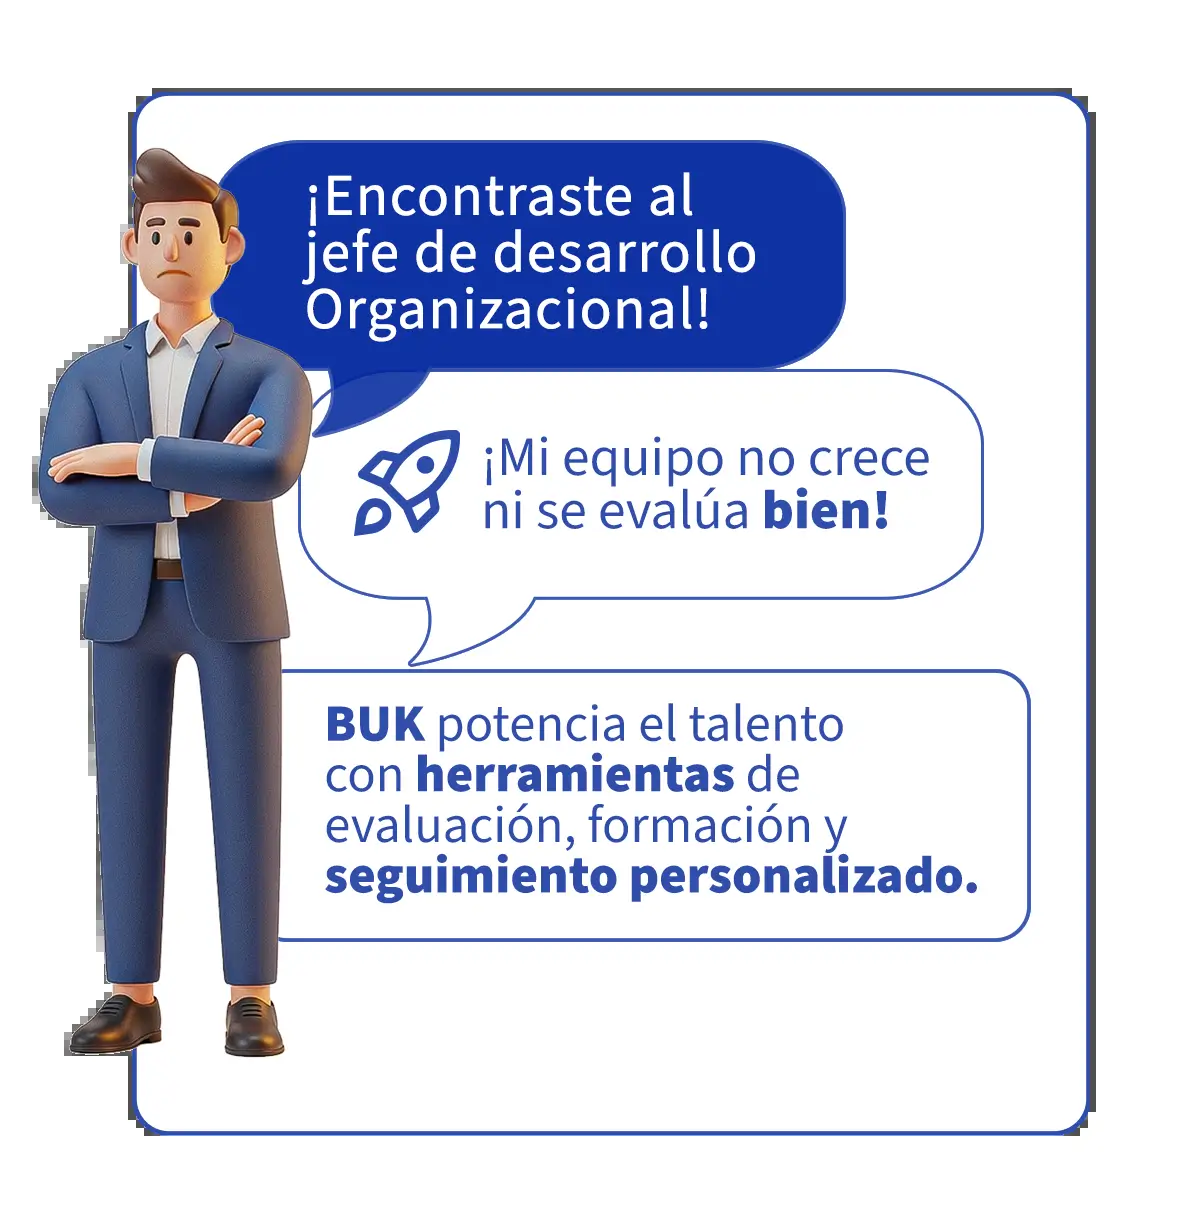 ¡Encontraste al
jefe de desarrollo
Organizacional!
¡Mi equipo no crece
ni se evalúa bien!
BUK potencia el talento
con herramientas de
evaluación, formación y
seguimiento personalizado.